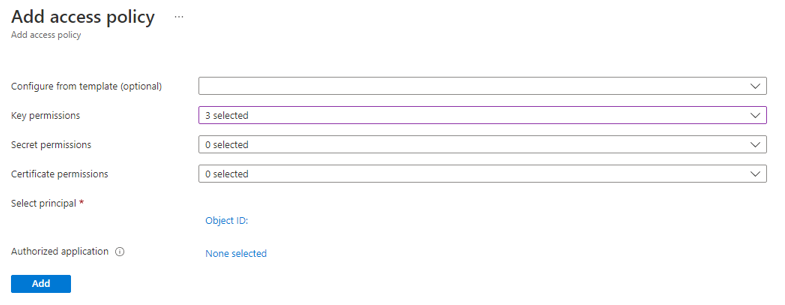 Add access policy ...
Add access policy
Configure from template (optional)
Key permissions 3 selected
Secret permissions 0 selected
Certificate permissions 0 selected
Select principal *
Object ID:
Authorized application None selected
Add